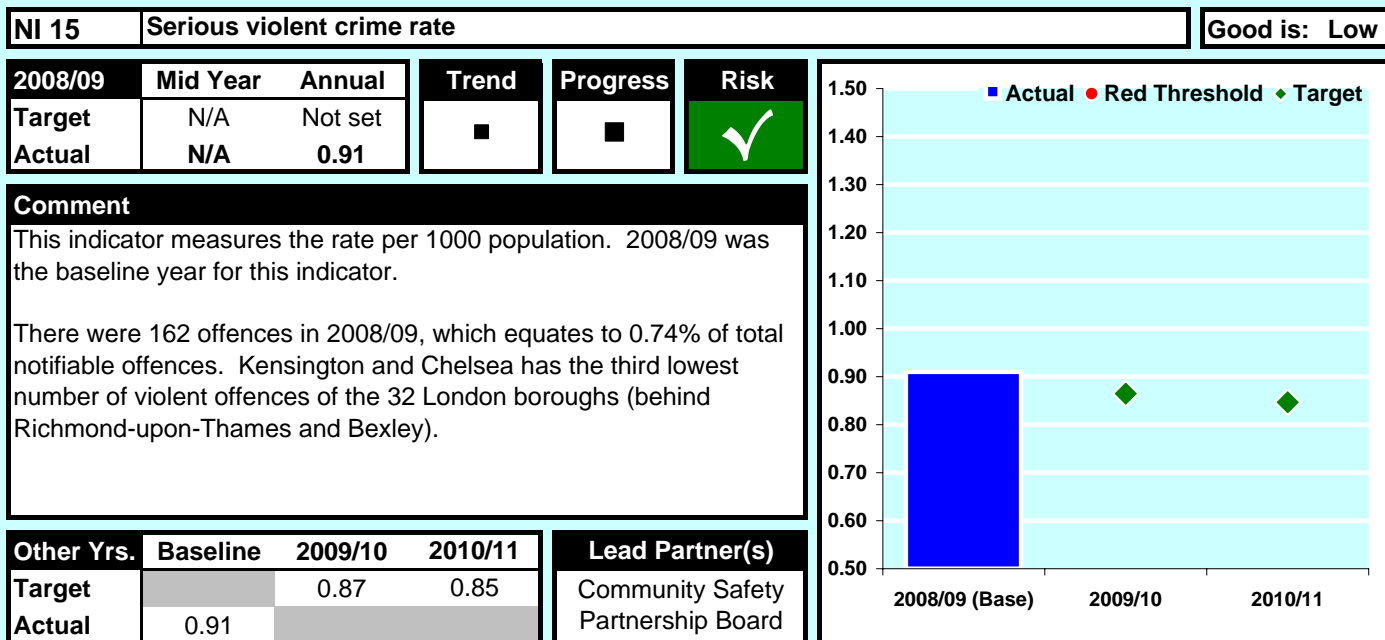 NI 15 Serious violent crime rate Good is: Low
2008/09 Mid Year Annual Trend Progress Risk
Target N/A Not set
Actual N/A 0.91
Comment
This indicator measures the rate per 1000 population. 2008/09 was
the baseline year for this indicator.
There were 162 offences in 2008/09, which equates to 0.74% of total
notifiable offences. Kensington and Chelsea has the third lowest
number of violent offences of the 32 London boroughs (behind
Richmond-upon-Thames and Bexley).
Other Yrs. Baseline 2009/10 2010/11
Target 0.87 0.85
Actual 0.91
Lead Partner(s)
Community Safety
Partnership Board
Actual Red Threshold Target
1.50
1.40
1.30
1.20
1.10
1.00
0.90
0.80
0.70
0.60
0.50
2008/09 (Base) 2009/10 2010/11